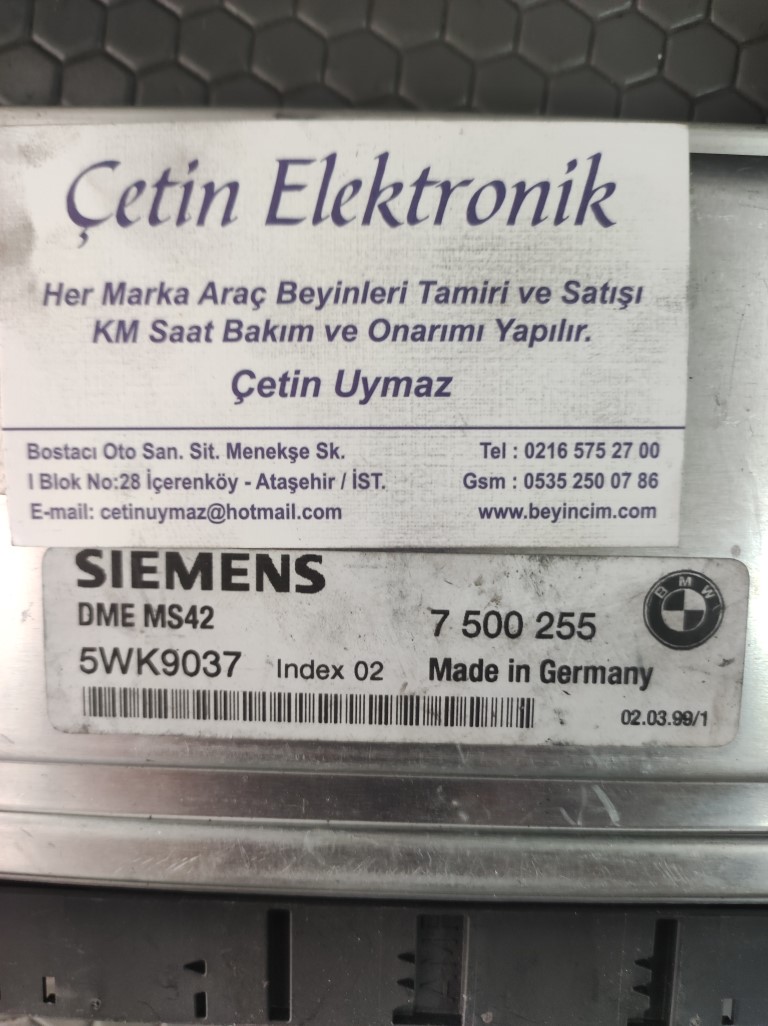 Çetin Elektronik
Her Marka Araç Beyinleri Tamiri ve Satışı
KM Saat Bakım ve Onarımı Yapılır.
Çetin Uymaz
Bostacı Oto San. Sit. Menekşe Sk.
I Blok No:28 İçerenköy - Ataşehir / İST.
E-mail: cetinuymaz@hotmail.com
Tel : 0216 575 27 00
Gsm : 0535 250 07 86
www.beyincim.com
SIEMENS
DME MS42
7 500 255
BMW
5WK9037 Index 02 Made in Germany
02.03.99/1